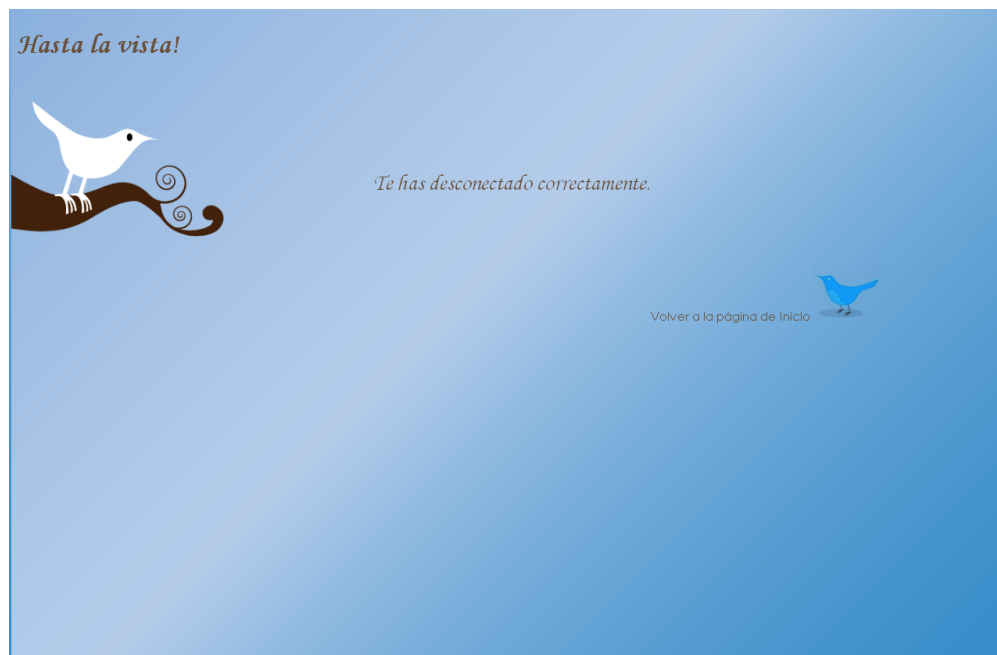 Hasta la vista!
Te has desconectado correctamente.
Volver a la página de Inicio